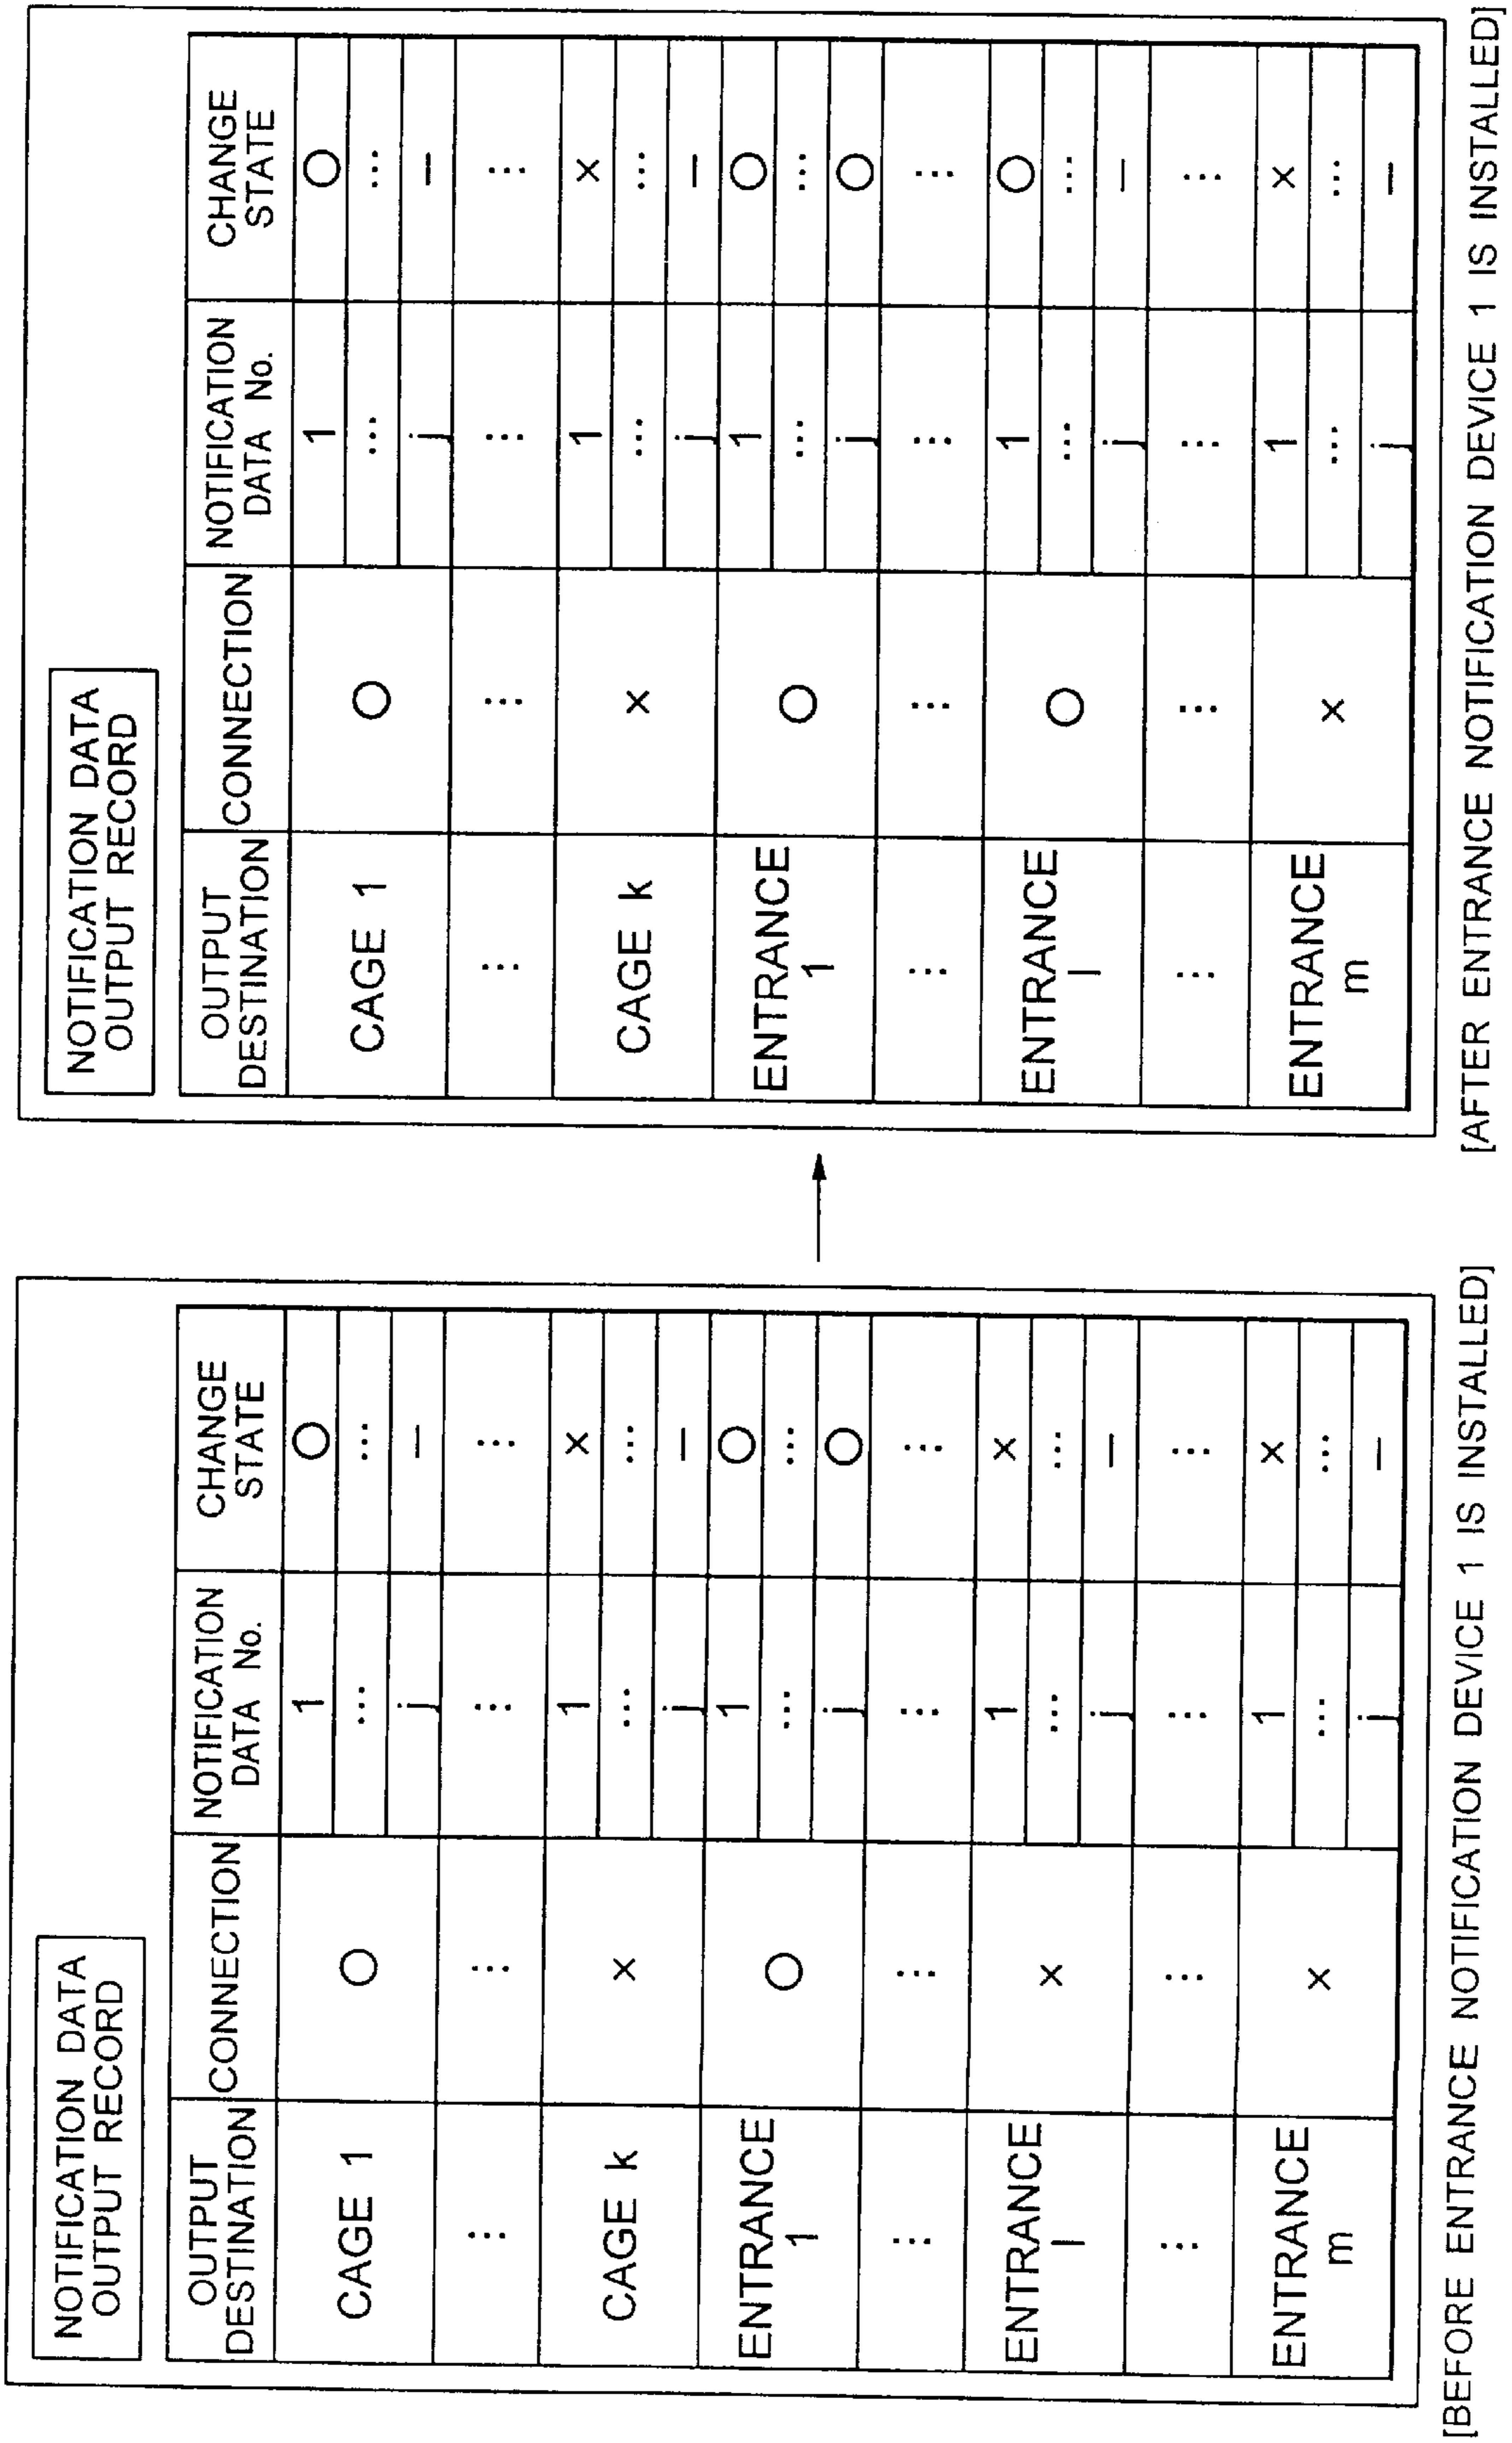 NOTIFICATION DATA
OUTPUT RECORD
OUTPUT
DESTINATION CONNECTION NOTIFICATION
DATA No. CHANGE
STATE
CAGE 1 ○ 1 ○
... ...
j –
... ... ... ...
CAGE k × 1 ×
... ...
j –
ENTRANCE
1 ○ 1 ○
... ...
j ○
... ... ... ...
ENTRANCE
l × 1 ×
... ...
j –
... ... ... ...
ENTRANCE
m × 1 ×
... ...
j –
[BEFORE ENTRANCE NOTIFICATION DEVICE 1 IS INSTALLED]
NOTIFICATION DATA
OUTPUT RECORD
OUTPUT
DESTINATION CONNECTION NOTIFICATION
DATA No. CHANGE
STATE
CAGE 1 ○ 1 ○
... ...
j –
... ... ... ...
CAGE k × 1 ×
... ...
j –
ENTRANCE
1 ○ 1 ○
... ...
j ○
... ... ... ...
ENTRANCE
l ○ 1 ○
... ...
j –
... ... ... ...
ENTRANCE
m × 1 ×
... ...
j –
[AFTER ENTRANCE NOTIFICATION DEVICE 1 IS INSTALLED]